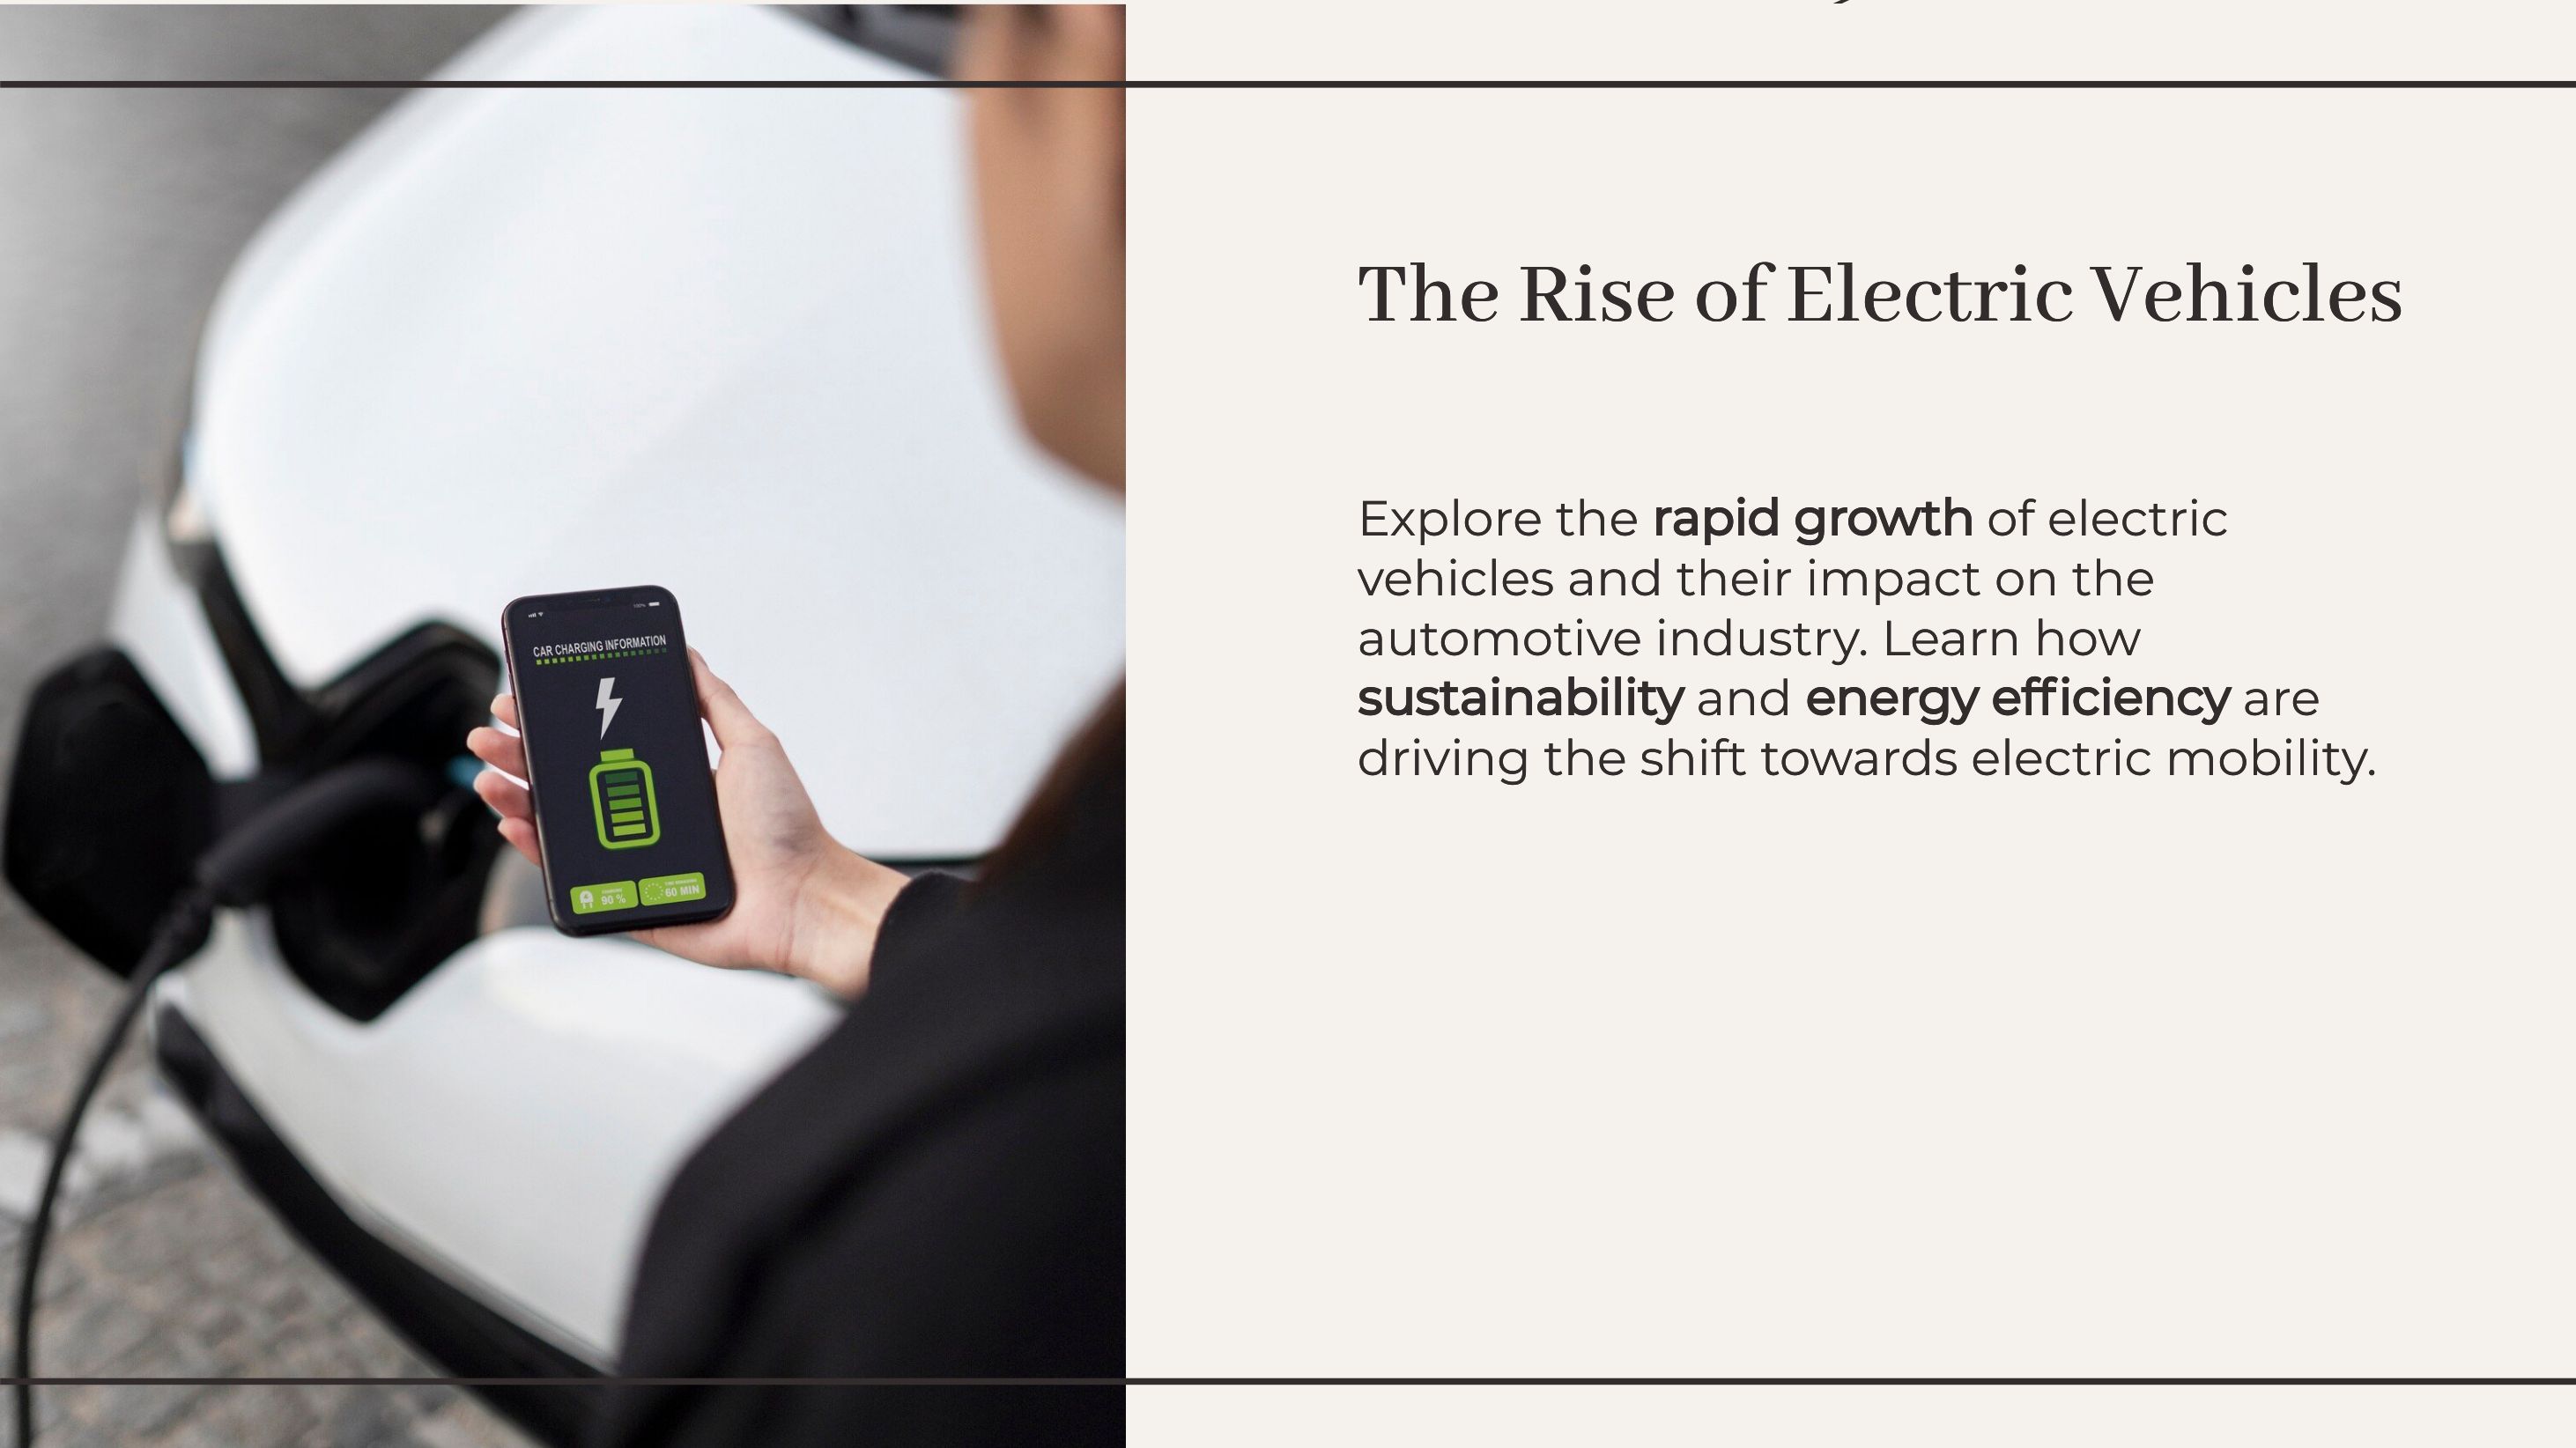 The Rise of Electric Vehicles
Explore the rapid growth of electric
vehicles and their impact on the
automotive industry. Learn how
sustainability and energy efficiency are
driving the shift towards electric mobility.
CAR CHARGING INFORMATION
90 %
60 MIN